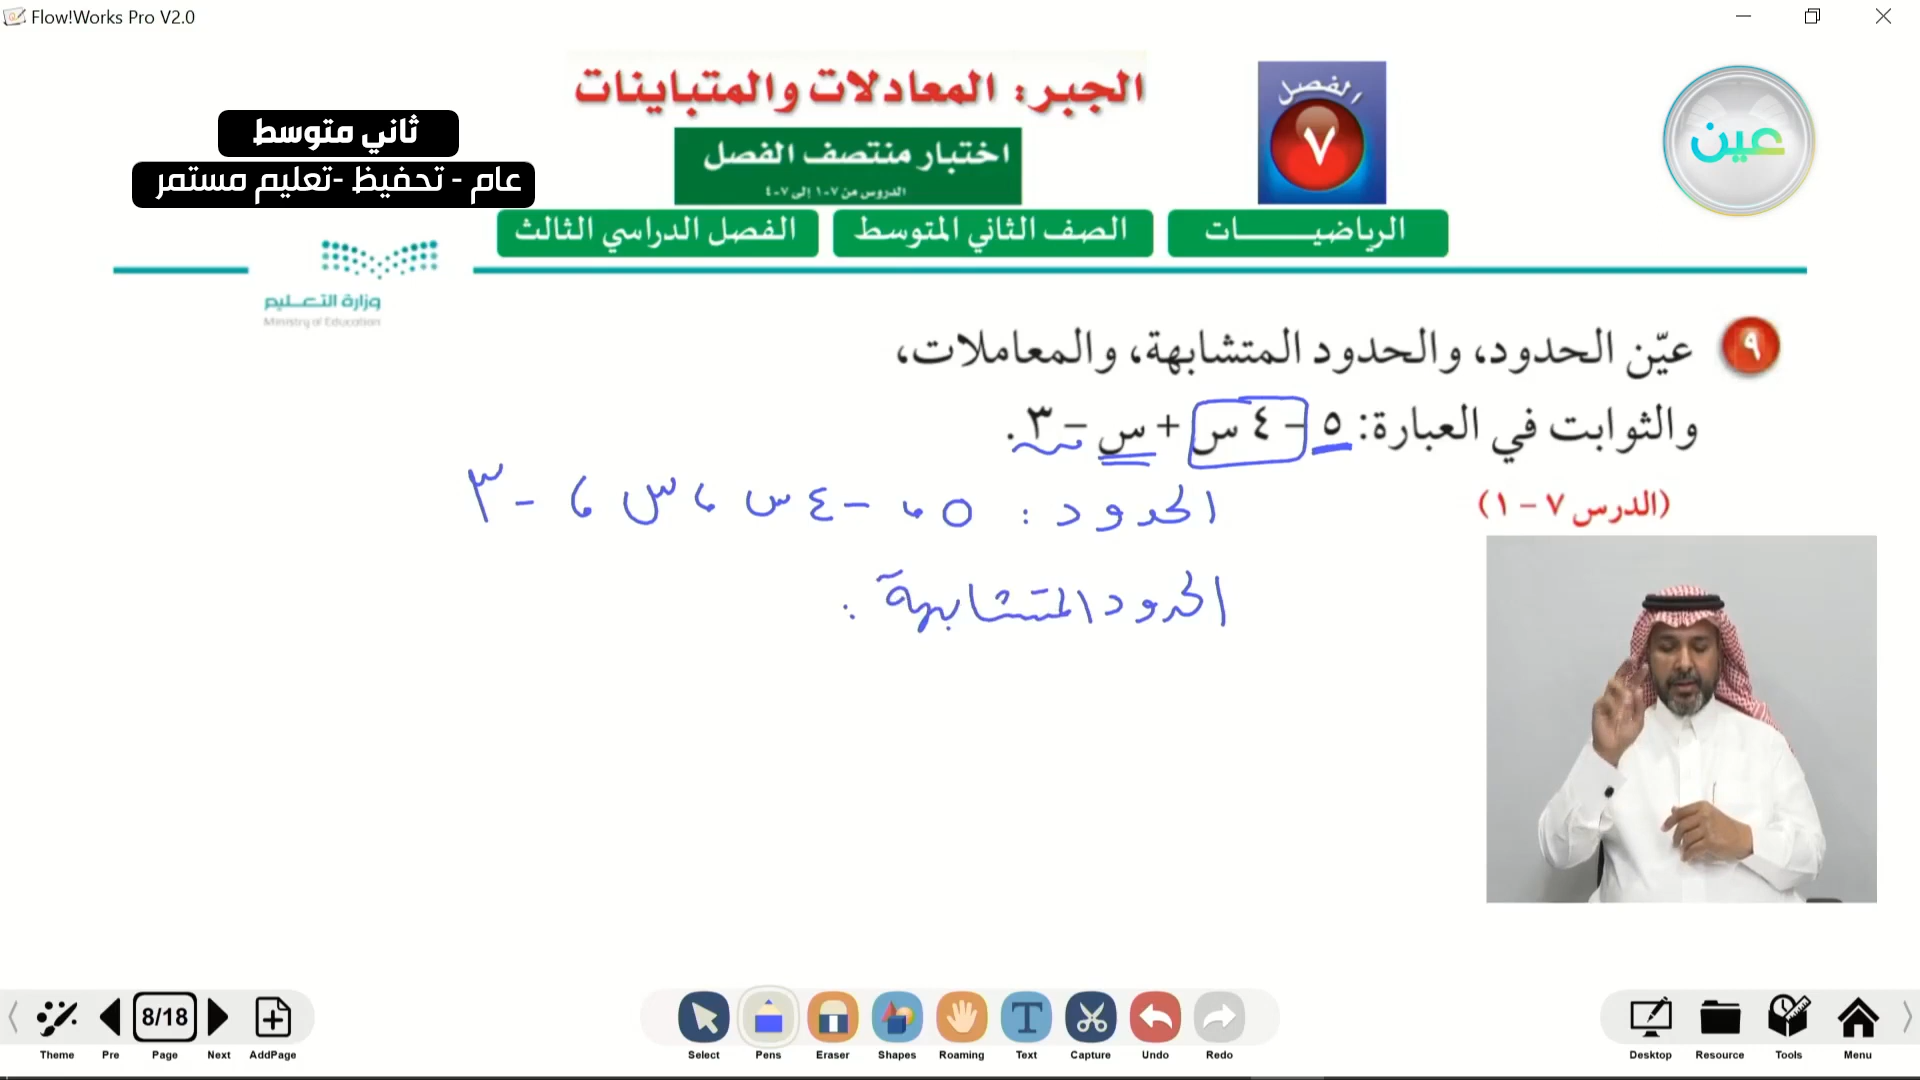 Flow!Works Pro V2.0
الجبر: المعادلات والمتباينات
الفصل
٧
عين
ثاني متوسط
اختبار منتصف الفصل
عام - تحفيظ -تعليم مستمر
الدروس من ٧-١ إلى ٧-٤
الرياضيـــــات
الصف الثاني المتوسط
الفصل الدراسي الثالث
وزارة التعـــليم
Ministry of Education
٩ عيّن الحدود، والحدود المتشابهة، والمعاملات،
والثوابت في العبارة: ٥ - ٤ س + س - ٣ .
(الدرس ٧ - ١)
الحدود : ٥ ، - ٤ س ، س ، - ٣
الحدود المتشابهة :
8/18
Theme
Pre
Page
Next
AddPage
Select
Pens
Eraser
Shapes
Roaming
Text
Capture
Undo
Redo
Desktop
Resource
Tools
Menu